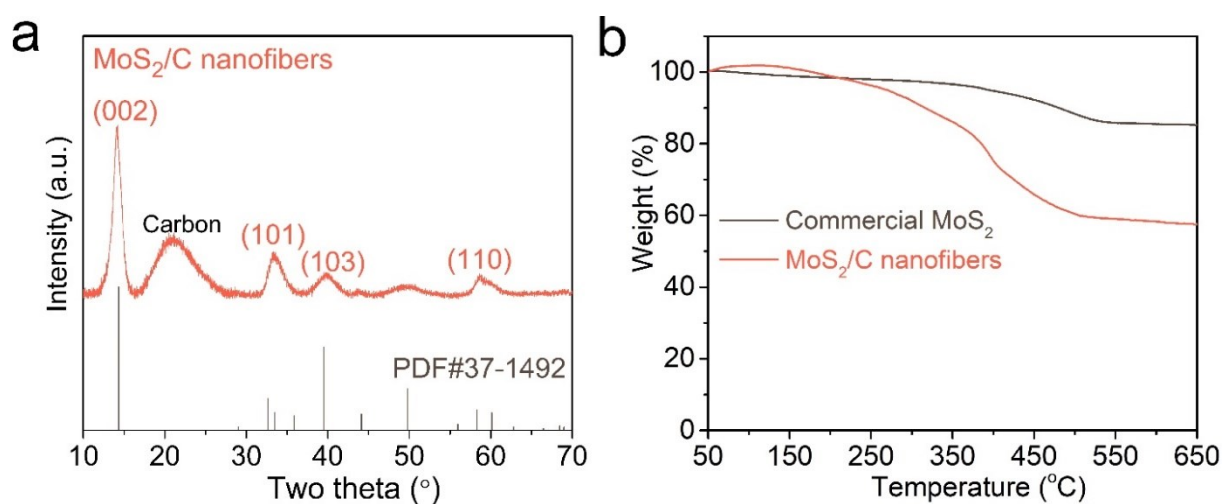 a
MoS₂/C nanofibers
(002)
Carbon
(101)
(103)
(110)
PDF#37-1492
Intensity (a.u.)
10 20 30 40 50 60 70
Two theta (°)
b
100
80
60
40
20
0
Weight (%)
Commercial MoS₂
MoS₂/C nanofibers
50 150 250 350 450 550 650
Temperature (°C)